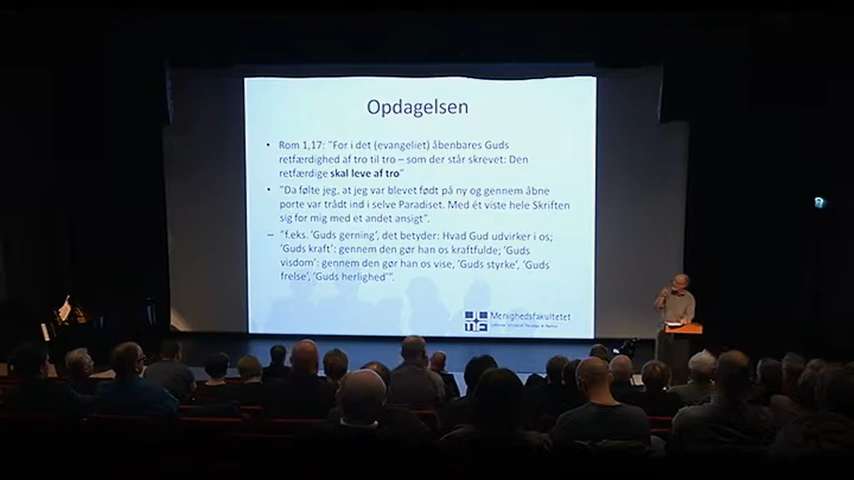 Opdagelsen
• Rom 1,17: "For i det (evangeliet) åbenbares Guds
retfærdighed af tro til tro – som der står skrevet: Den
retfærdige skal leve af tro"
• "Da følte jeg, at jeg var blevet født på ny og gennem åbne
porte var trådt ind i selve Paradiset. Med ét viste hele Skriften
sig for mig med et andet ansigt".
– "f.eks. 'Guds gerning', det betyder: Hvad Gud udvirker i os;
'Guds kraft': gennem den gør han os kraftfulde; 'Guds
visdom': gennem den gør han os vise, 'Guds styrke', 'Guds
frelse', 'Guds herlighed'".
Menighedsfakultetet